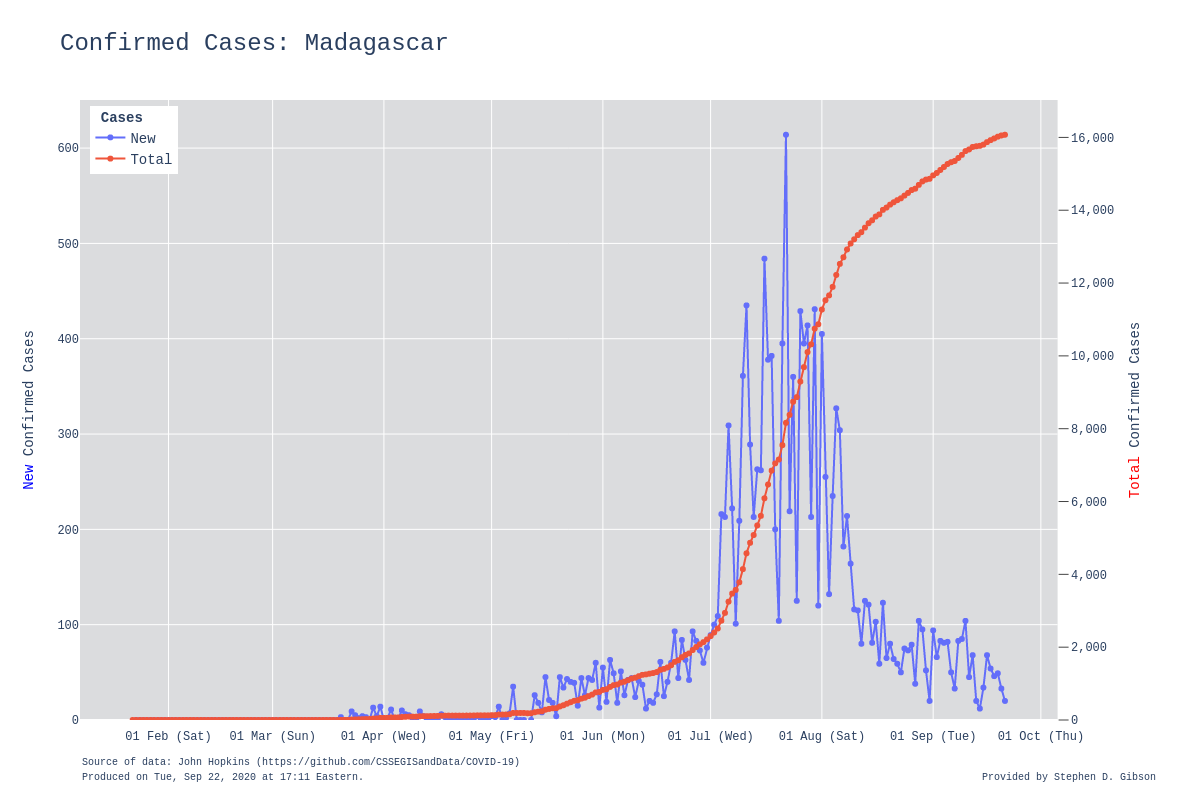 Confirmed Cases: Madagascar
Cases
New
Total
600
500
400
300
200
100
0
16,000
14,000
12,000
10,000
8,000
6,000
4,000
2,000
0
New Confirmed Cases
Total Confirmed Cases
01 Feb (Sat) 01 Mar (Sun) 01 Apr (Wed) 01 May (Fri) 01 Jun (Mon) 01 Jul (Wed) 01 Aug (Sat) 01 Sep (Tue) 01 Oct (Thu)
Source of data: John Hopkins (https://github.com/CSSEGISandData/COVID-19)
Produced on Tue, Sep 22, 2020 at 17:11 Eastern.
Provided by Stephen D. Gibson